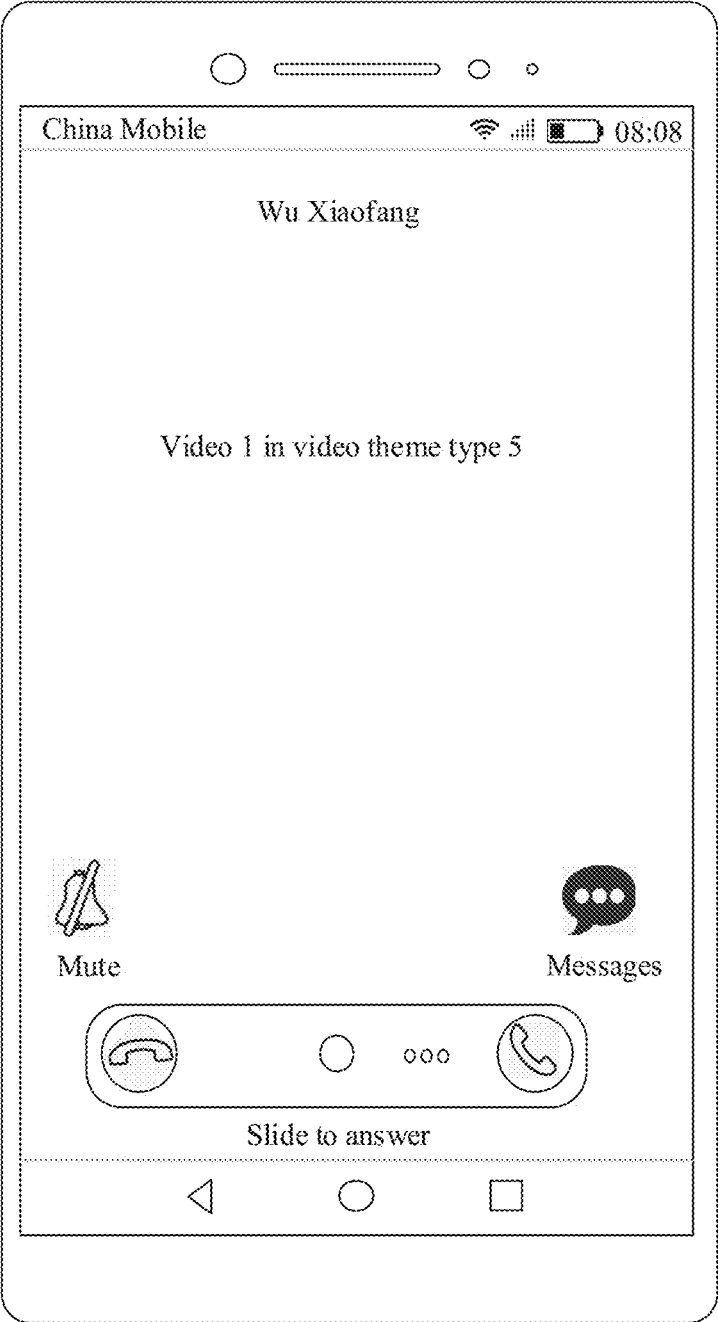 China Mobile 08:08
Wu Xiaofang
Video 1 in video theme type 5
Mute Messages
Slide to answer